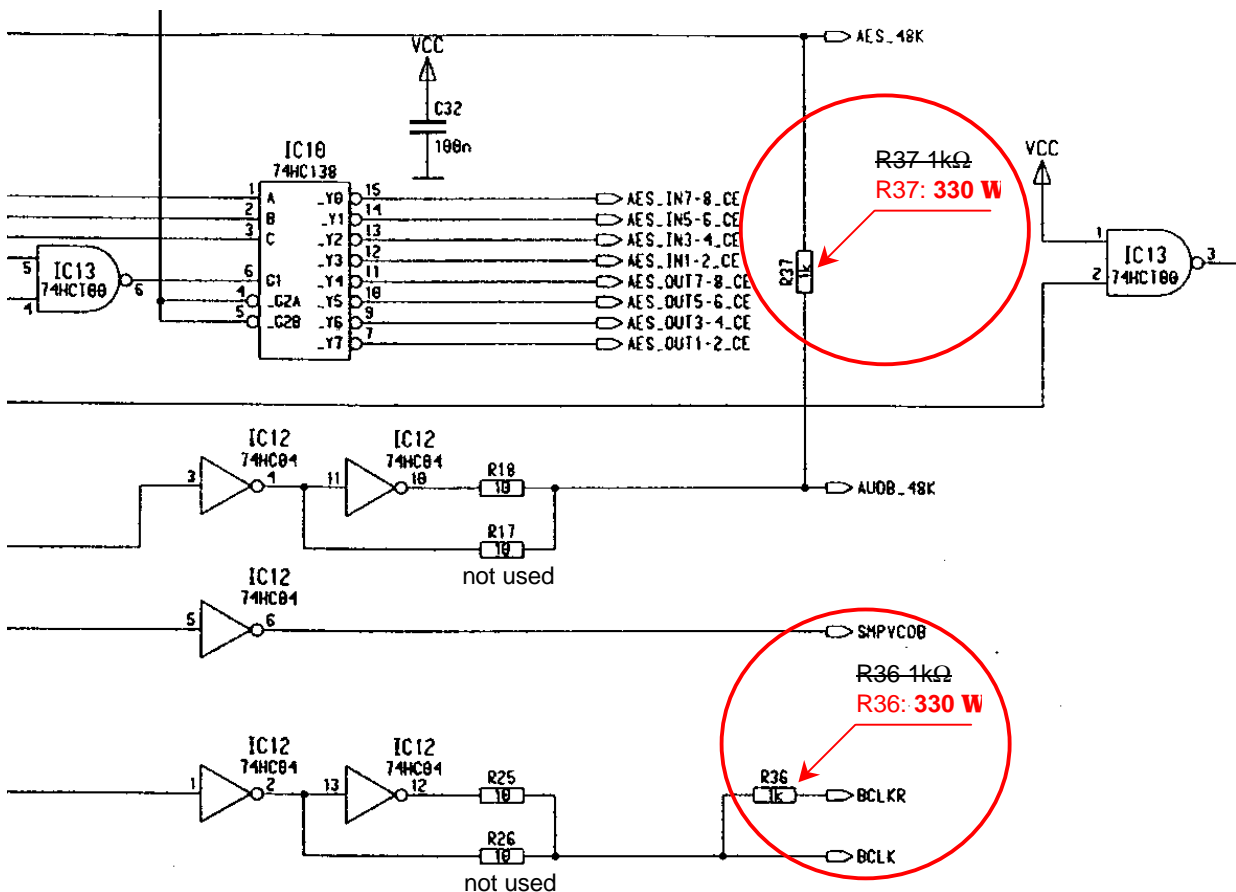 AES_48K
VCC
C32
100n
R37 1kΩ
R37: 330 W
VCC
IC10
74HC138
1 A _Y0 15 AES_IN7-8_CE
2 B _Y1 14 AES_IN5-6_CE
3 C _Y2 13 AES_IN3-4_CE
_Y3 12 AES_IN1-2_CE
6 G1 _Y4 11 AES_OUT7-8_CE
4 _G2A _Y5 10 AES_OUT5-6_CE
5 _G2B _Y6 9 AES_OUT3-4_CE
_Y7 7 AES_OUT1-2_CE
5
4
IC13
74HCT00
6
R37
1k
1
2
IC13
74HCT00
3
IC12
74HC04
3
4
IC12
74HC04
11
10
R18
10
AUDB_48K
R17
10
not used
IC12
74HC04
5
6
SMPVCOB
R36 1kΩ
R36: 330 W
IC12
74HC04
1
2
IC12
74HC04
13
12
R25
10
R36
1k
BCLKR
R26
10
BCLK
not used